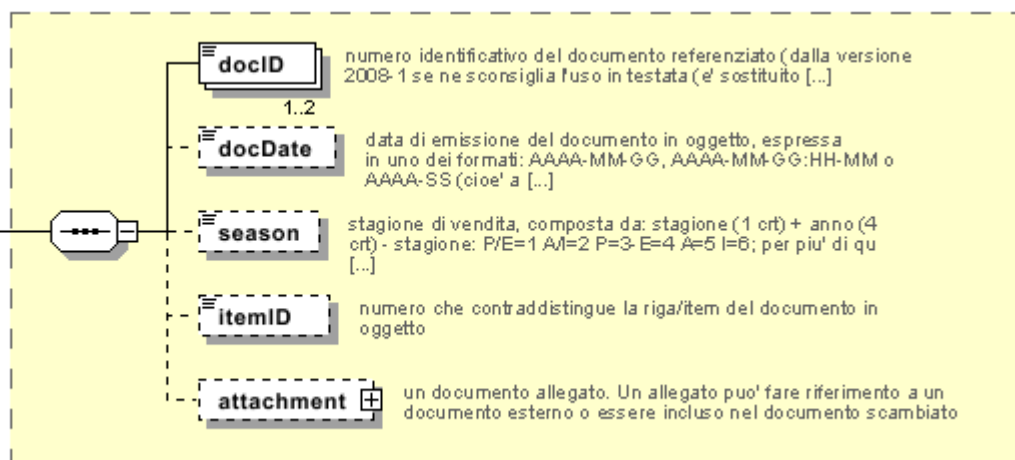 docID
numero identificativo del documento referenziato (dalla versione
2008-1 se ne sconsiglia l'uso in testata (e' sostituito [...]
1..2
docDate
data di emissione del documento in oggetto, espressa
in uno dei formati: AAAA-MM-GG, AAAA-MM-GG:HH-MM o
AAAA-SS (cioe' a [...]
season
stagione di vendita, composta da: stagione (1 crt) + anno (4
crt) - stagione: P/E=1 A/I=2 P=3- E=4 A=5 I=6; per piu' di qu
[...]
itemID
numero che contraddistingue la riga/item del documento in
oggetto
attachment
un documento allegato. Un allegato puo' fare riferimento a un
documento esterno o essere incluso nel documento scambiato